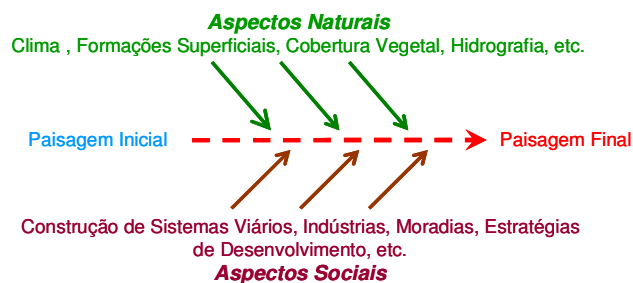 Aspectos Naturais
Clima , Formações Superficiais, Cobertura Vegetal, Hidrografia, etc.
Paisagem Inicial
Paisagem Final
Construção de Sistemas Viários, Indústrias, Moradias, Estratégias
de Desenvolvimento, etc.
Aspectos Sociais